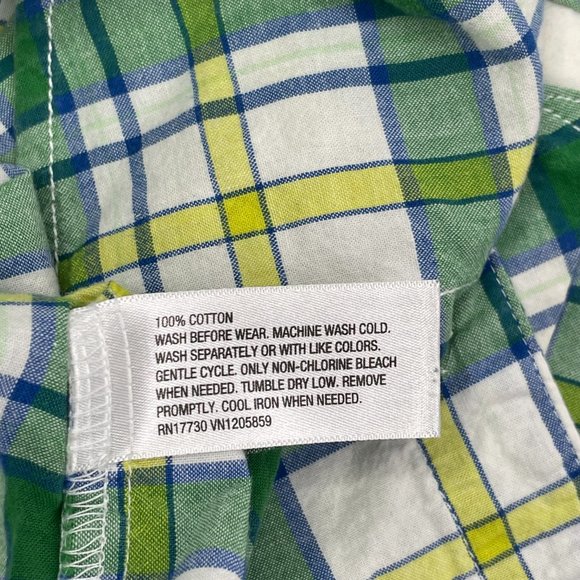 100% COTTON
WASH BEFORE WEAR. MACHINE WASH COLD.
WASH SEPARATELY OR WITH LIKE COLORS.
GENTLE CYCLE. ONLY NON-CHLORINE BLEACH
WHEN NEEDED. TUMBLE DRY LOW. REMOVE
PROMPTLY. COOL IRON WHEN NEEDED.
RN17730 VN1205859